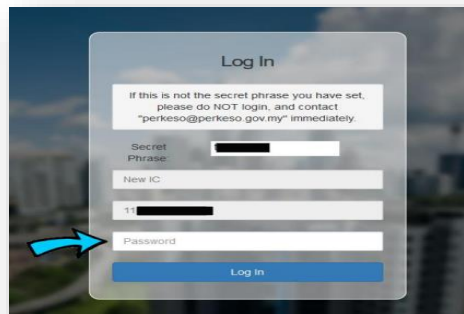 Log In
If this is not the secret phrase you have set,
please do NOT login, and contact
"perkeso@perkeso.gov.my" immediately.
Secret
Phrase
New IC
11
Password
Log In